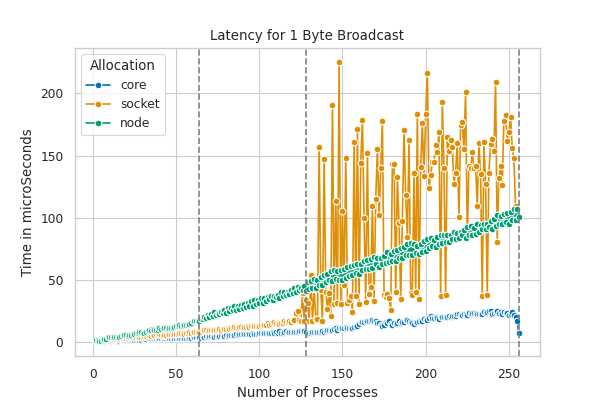 Latency for 1 Byte Broadcast
Allocation
core
socket
node
200
150
100
50
0
Time in microSeconds
0 50 100 150 200 250
Number of Processes